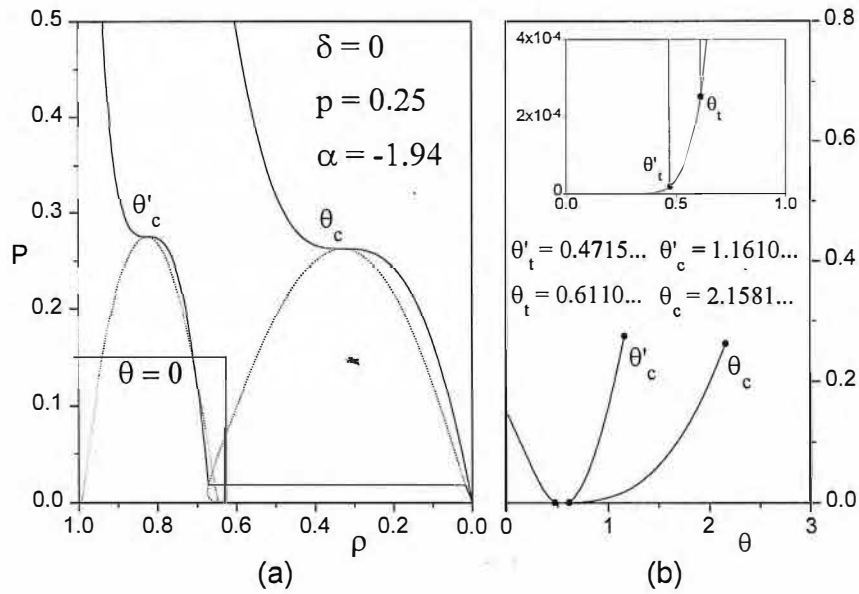 0.5
0.4
0.3
0.2
0.1
0.0
P
1.0
0.8
0.6
0.4
0.2
0.0
ρ
δ = 0
p = 0.25
α = -1.94
θ'c
θc
θ = 0
(a)
4x10-4
2x10-4
0
0.0
0.5
1.0
θt
θ't
θ't = 0.4715... θ'c = 1.1610...
θt = 0.6110... θc = 2.1581...
θ'c
θc
0.8
0.6
0.4
0.2
0.0
0
1
2
3
θ
(b)